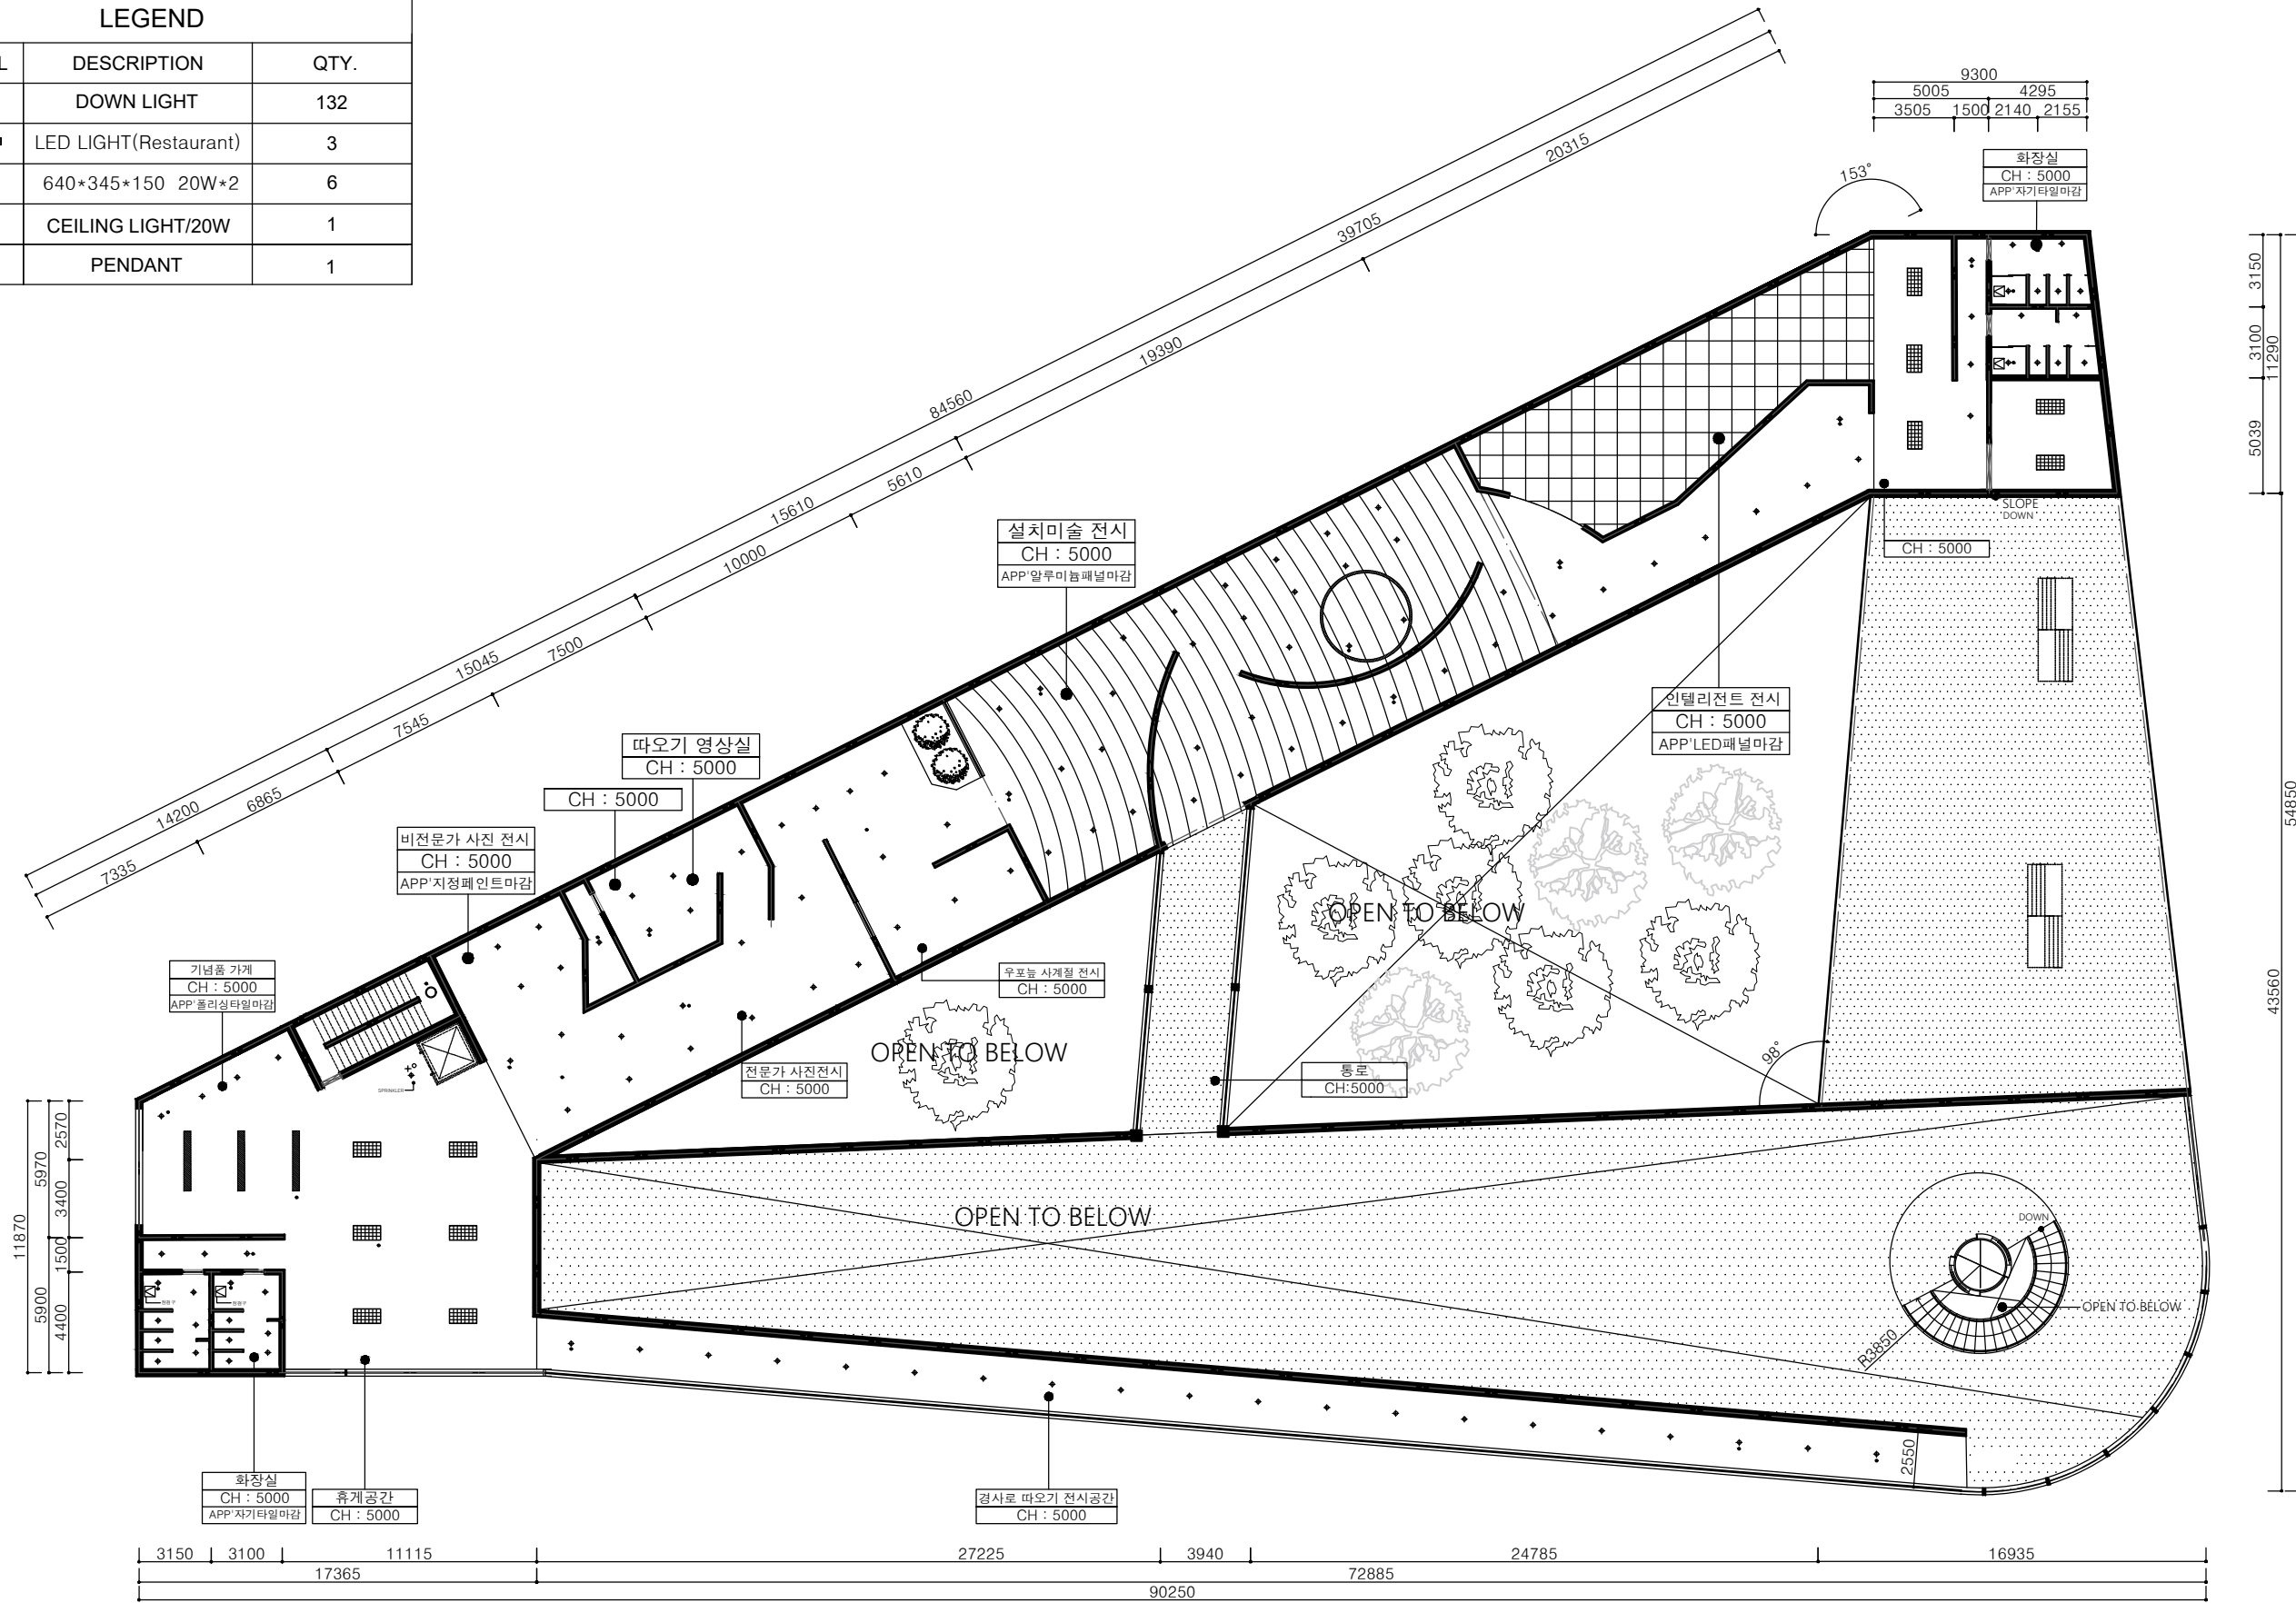 LEGEND
L DESCRIPTION QTY.
DOWN LIGHT 132
LED LIGHT(Restaurant) 3
640*345*150 20W*2 6
CEILING LIGHT/20W 1
PENDANT 1
9300
5005 4295
3505 1500 2140 2155
153°
화장실
CH : 5000
APP'자기타일마감
20315
39705
19390
84560
5610
15610
10000
7500
15045
7545
6865
14200
7335
3150
3100
11290
5039
54850
43560
SLOPE
DOWN
CH : 5000
설치미술 전시
CH : 5000
APP'알루미늄패널마감
인텔리전트 전시
CH : 5000
APP'LED패널마감
따오기 영상실
CH : 5000
CH : 5000
비전문가 사진 전시
CH : 5000
APP'지정페인트마감
기념품 가게
CH : 5000
APP'폴리싱타일마감
우포늪 사계절 전시
CH : 5000
전문가 사진전시
CH : 5000
SPRINKLER
OPEN TO BELOW
OPEN TO BELOW
통로
CH:5000
98°
OPEN TO BELOW
DOWN
OPEN TO BELOW
R3850
2550
2570
5970
3400
11870
1500
5900
4400
화장실
CH : 5000
APP'자기타일마감
휴게공간
CH : 5000
경사로 따오기 전시공간
CH : 5000
3150 3100 11115 27225 3940 24785 16935
17365 72885
90250